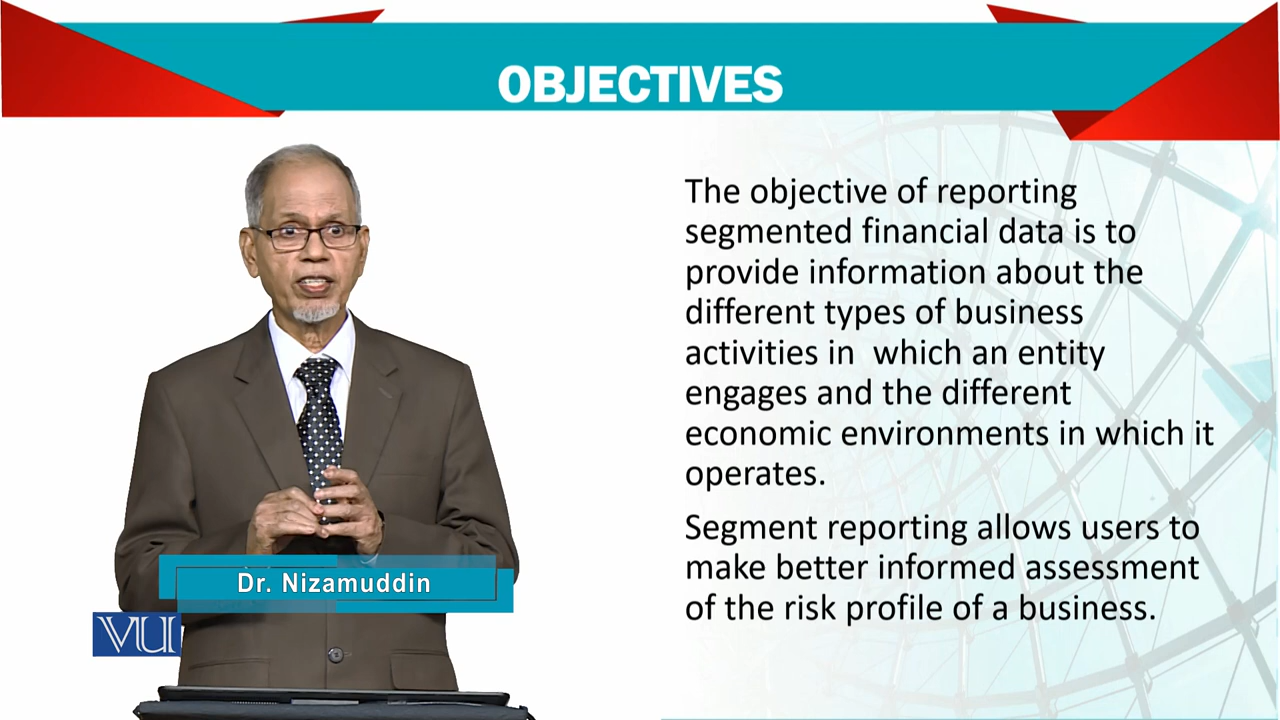 OBJECTIVES
The objective of reporting
segmented financial data is to
provide information about the
different types of business
activities in  which an entity
engages and the different
economic environments in which it
operates.
Segment reporting allows users to
make better informed assessment
of the risk profile of a business.
Dr. Nizamuddin
VU